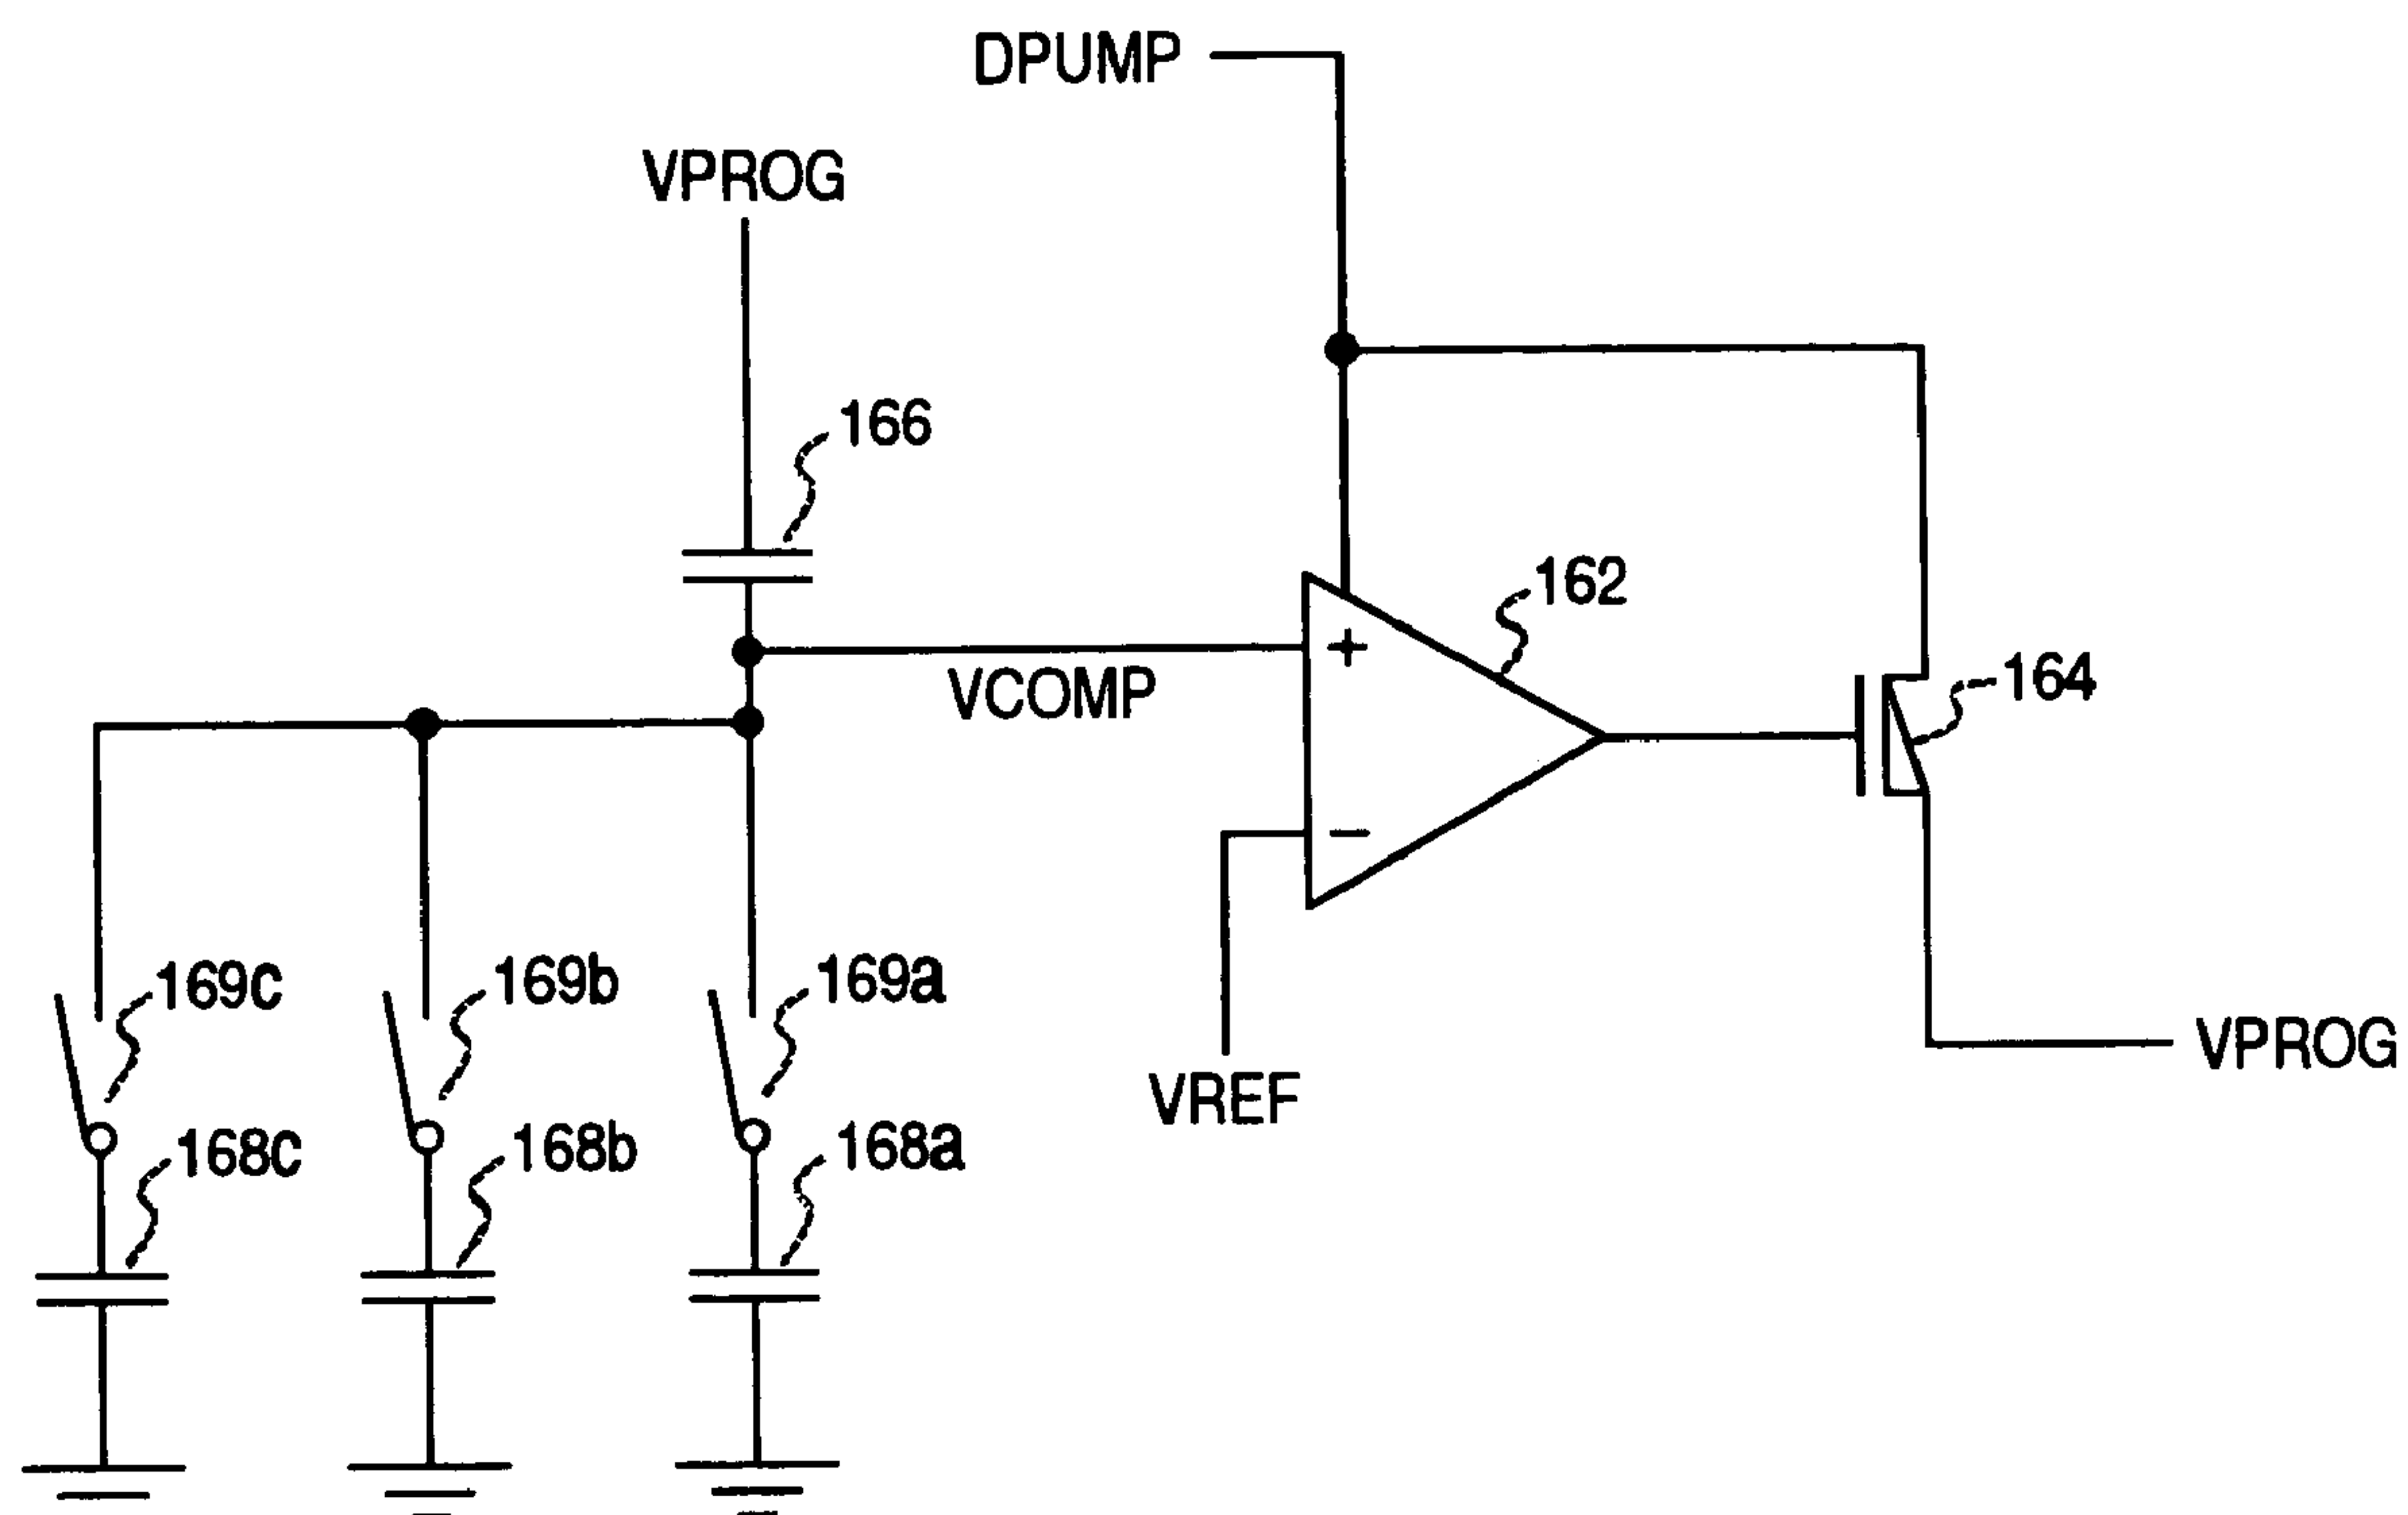 DPUMP
VPROG
166
162
+
VCOMP
164
−
169c
169b
169a
VPROG
VREF
168c
168b
168a